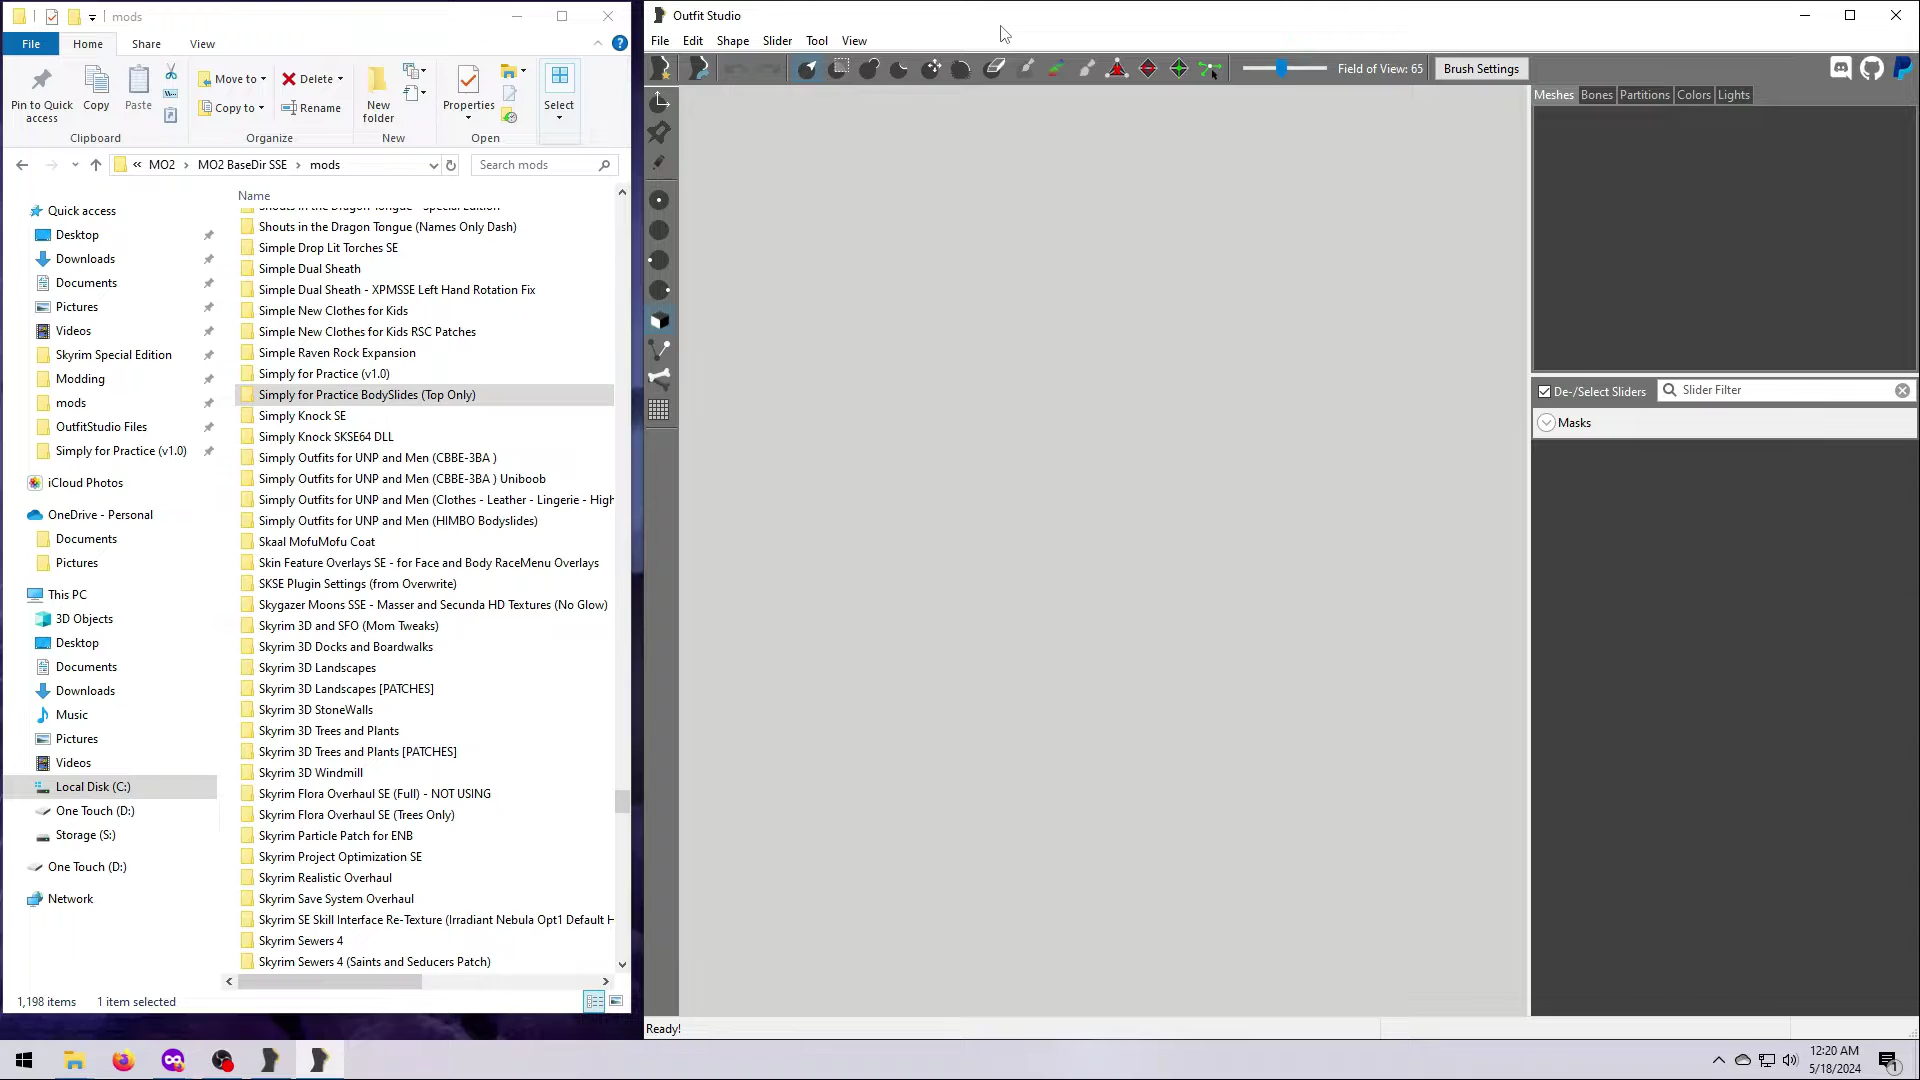 mods
File
Home
Share
View
Pin to Quick access
Copy
Paste
Clipboard
Move to
Copy to
Delete
Rename
Organize
New folder
New
Properties
Open
Select
« MO2 > MO2 BaseDir SSE > mods
Search mods
Quick access
Desktop
Downloads
Documents
Pictures
Videos
Skyrim Special Edition
Modding
mods
OutfitStudio Files
Simply for Practice (v1.0)
iCloud Photos
OneDrive - Personal
Documents
Pictures
This PC
3D Objects
Desktop
Documents
Downloads
Music
Pictures
Videos
Local Disk (C:)
One Touch (D:)
Storage (S:)
One Touch (D:)
Network
Name
Shouts in the Dragon Tongue - Special Edition
Shouts in the Dragon Tongue (Names Only Dash)
Simple Drop Lit Torches SE
Simple Dual Sheath
Simple Dual Sheath - XPMSSE Left Hand Rotation Fix
Simple New Clothes for Kids
Simple New Clothes for Kids RSC Patches
Simple Raven Rock Expansion
Simply for Practice (v1.0)
Simply for Practice BodySlides (Top Only)
Simply Knock SE
Simply Knock SKSE64 DLL
Simply Outfits for UNP and Men (CBBE-3BA )
Simply Outfits for UNP and Men (CBBE-3BA ) Uniboob
Simply Outfits for UNP and Men (Clothes - Leather - Lingerie - High
Simply Outfits for UNP and Men (HIMBO Bodyslides)
Skaal MofuMofu Coat
Skin Feature Overlays SE - for Face and Body RaceMenu Overlays
SKSE Plugin Settings (from Overwrite)
Skygazer Moons SSE - Masser and Secunda HD Textures (No Glow)
Skyrim 3D and SFO (Mom Tweaks)
Skyrim 3D Docks and Boardwalks
Skyrim 3D Landscapes
Skyrim 3D Landscapes [PATCHES]
Skyrim 3D StoneWalls
Skyrim 3D Trees and Plants
Skyrim 3D Trees and Plants [PATCHES]
Skyrim 3D Windmill
Skyrim Flora Overhaul SE (Full) - NOT USING
Skyrim Flora Overhaul SE (Trees Only)
Skyrim Particle Patch for ENB
Skyrim Project Optimization SE
Skyrim Realistic Overhaul
Skyrim Save System Overhaul
Skyrim SE Skill Interface Re-Texture (Irradiant Nebula Opt1 Default H
Skyrim Sewers 4
Skyrim Sewers 4 (Saints and Seducers Patch)
1,198 items
1 item selected
Outfit Studio
File
Edit
Shape
Slider
Tool
View
Field of View: 65
Brush Settings
Meshes
Bones
Partitions
Colors
Lights
De-/Select Sliders
Slider Filter
Masks
Ready!
12:20 AM
5/18/2024
1